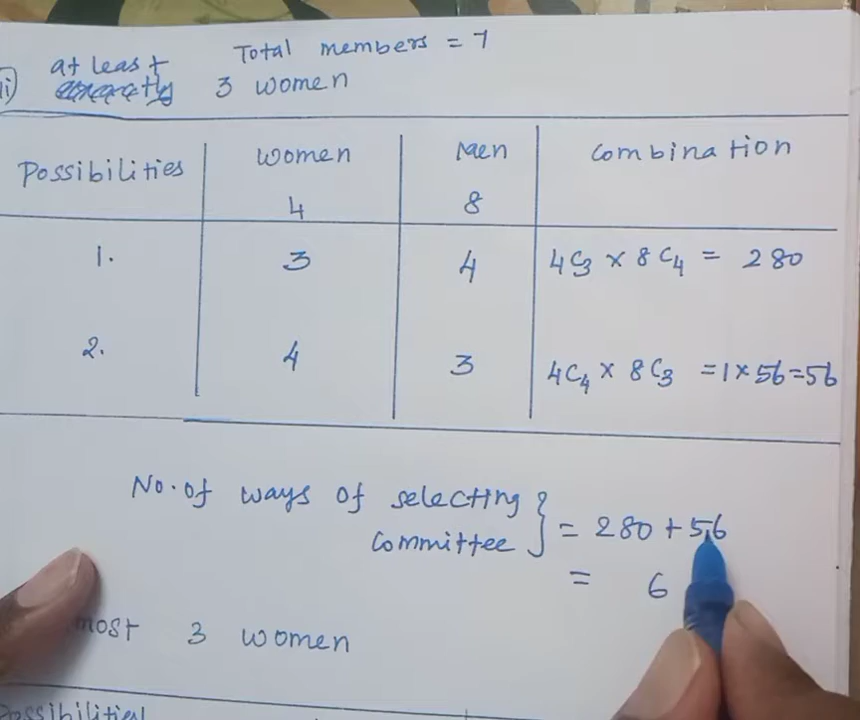 Total members = 7
ii) at least 3 women
Possibilities women Men Combination
4 8
1. 3 4 4C3 x 8C4 = 280
2. 4 3 4C4 x 8C3 = 1 x 56 = 56
No. of ways of selecting
Committee } = 280 + 56
= 6
most 3 women
Possibilities